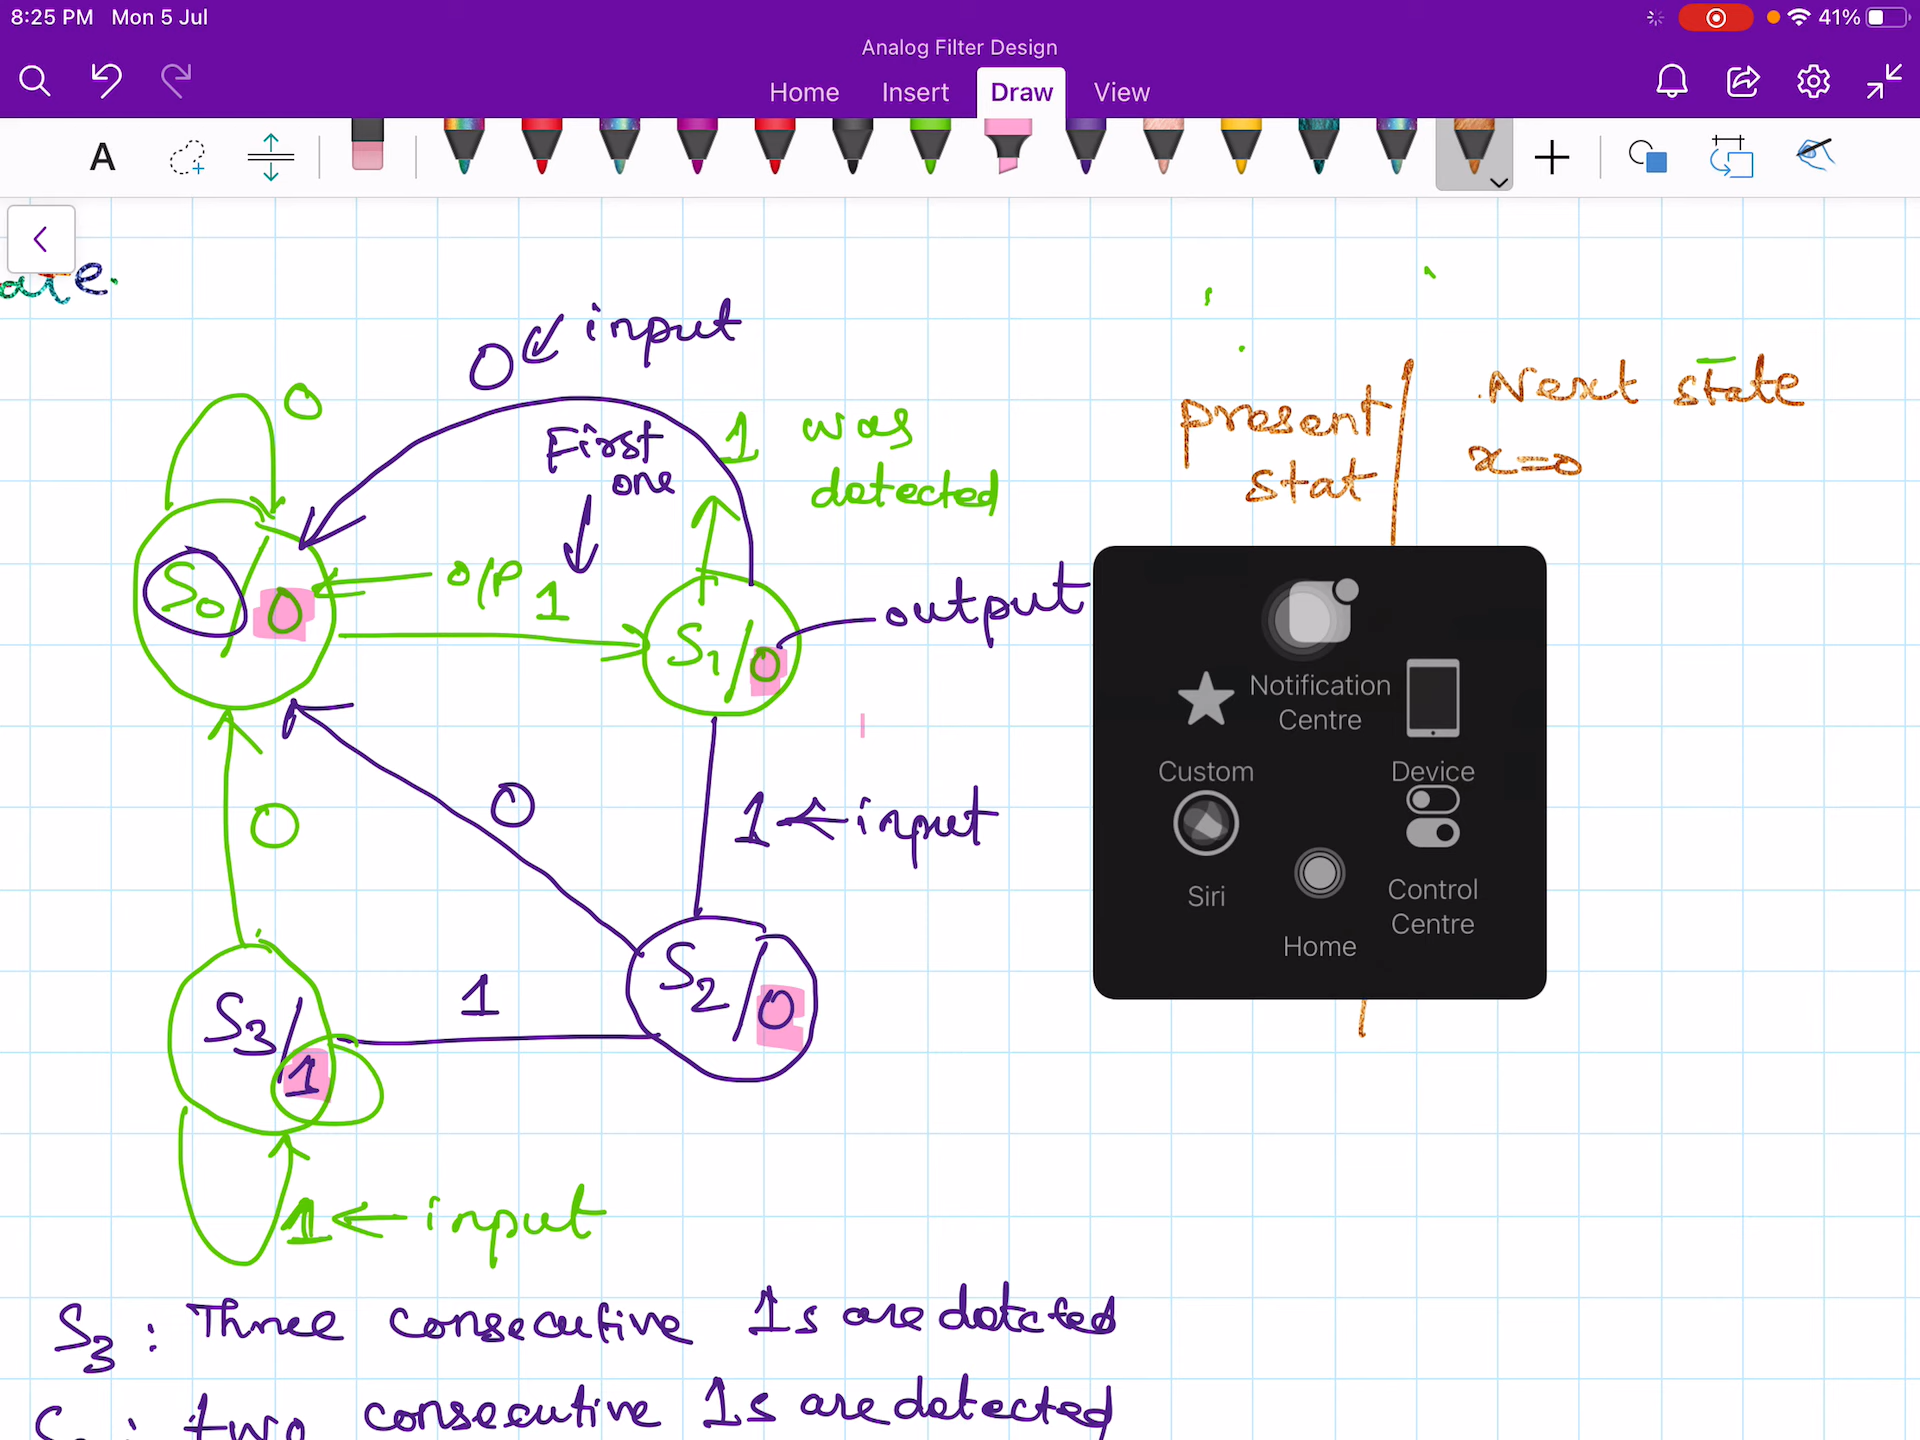 8:25 PM Mon 5 Jul
41%
Analog Filter Design
Home Insert Draw View
A
ate.
0 input
0
First
one
1 was
detected
present
stat
Next state
x=0
S0/0
O/P
1
S1/0
output
0
0
1 input
S3/1
1
S2/0
1 input
Notification
Centre
Custom
Device
Siri
Control
Centre
Home
S3 : Three consecutive 1s are detcted
: two consecutive 1s are detected